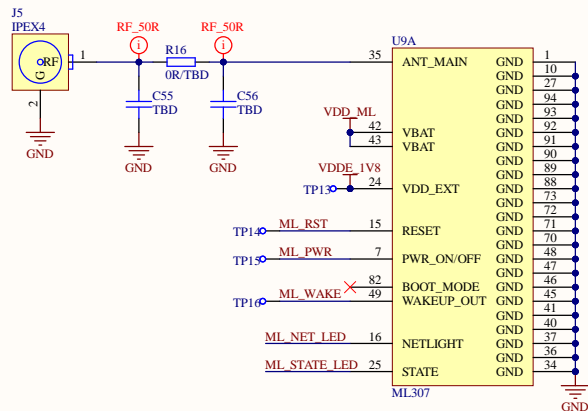 J5
IPEX4
RF
G
1
2
GND
RF_50R
i
R16
0R/TBD
RF_50R
i
C55
TBD
GND
C56
TBD
GND
U9A
35 ANT_MAIN GND 1
GND 10
GND 27
GND 94
GND 93
VDD_ML
42 VBAT GND 92
43 VBAT GND 91
GND 90
VDDE_1V8
GND 89
TP13 24 VDD_EXT GND 88
GND 73
GND 72
TP14 ML_RST 15 RESET GND 71
GND 70
TP15 ML_PWR 7 PWR_ON/OFF GND 48
GND 47
82 BOOT_MODE GND 46
TP16 ML_WAKE 49 WAKEUP_OUT GND 45
GND 41
GND 40
ML_NET_LED 16 NETLIGHT GND 37
GND 36
ML_STATE_LED 25 STATE GND 34
ML307
GND